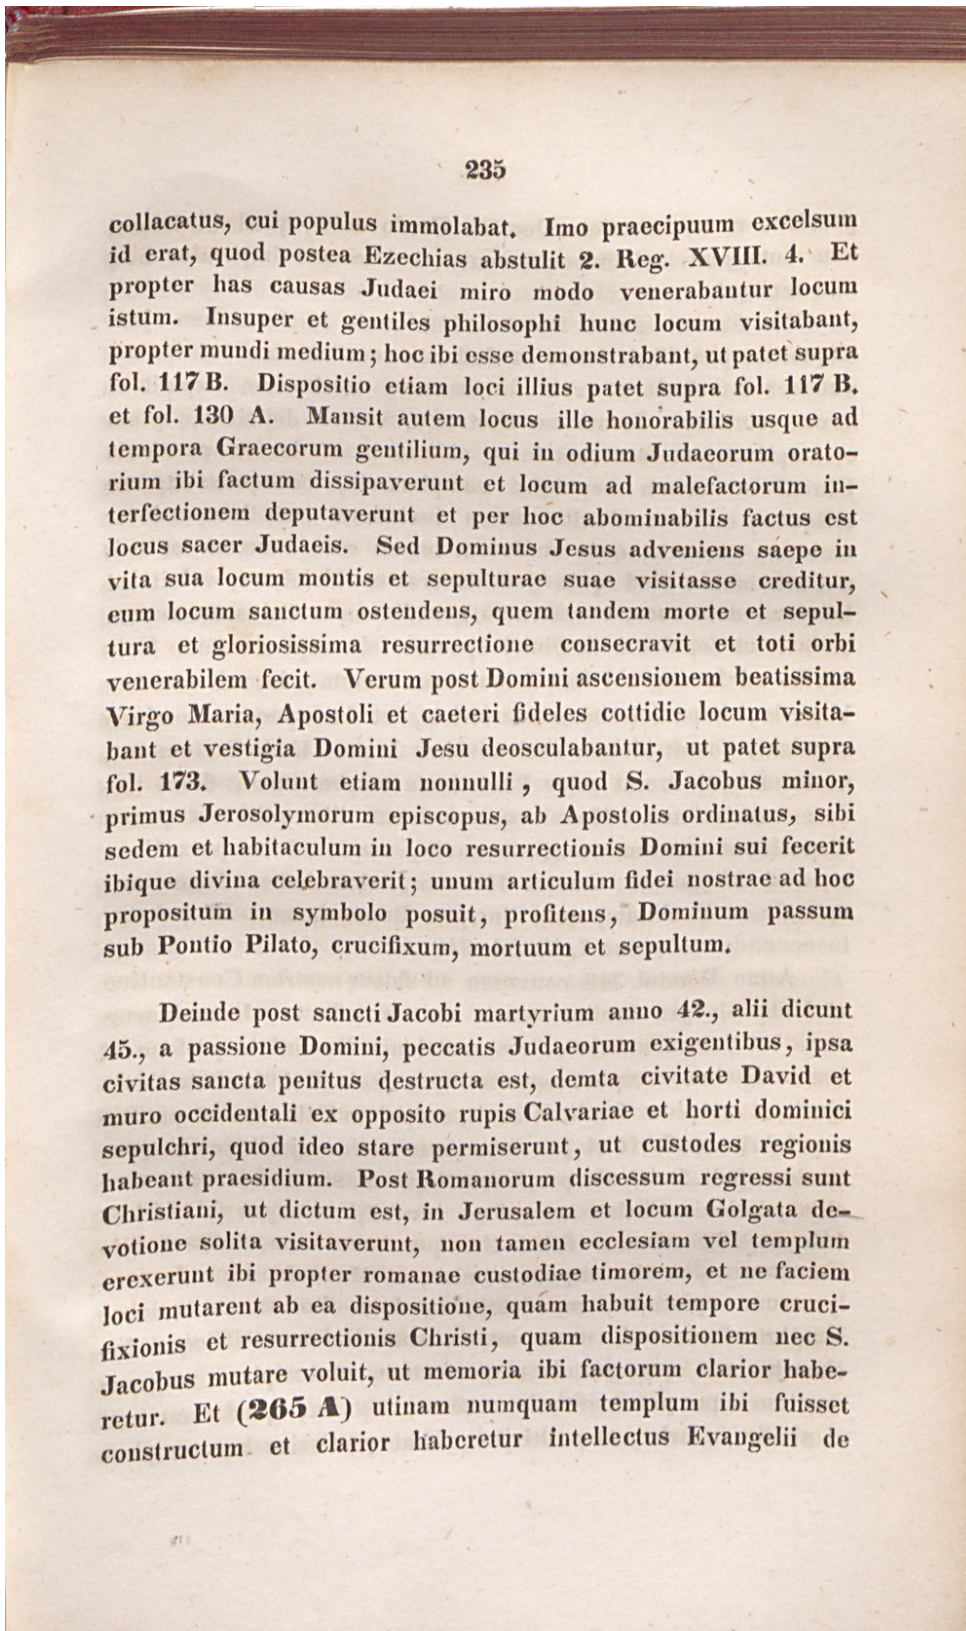 235
collacatus, cui populus immolabat. Imo praecipuum excelsum
id erat, quod postea Ezechias abstulit 2. Reg. XVIII. 4. Et
propter has causas Judaei miro modo venerabantur locum
istum. Insuper et gentiles philosophi hunc locum visitabant,
propter mundi medium; hoc ibi esse demonstrabant, ut patet supra
fol. 117 B. Dispositio etiam loci illius patet supra fol. 117 B.
et fol. 130 A. Mansit autem locus ille honorabilis usque ad
tempora Graecorum gentilium, qui in odium Judaeorum orato-
rium ibi factum dissipaverunt et locum ad malefactorum in-
terfectionem deputaverunt et per hoc abominabilis factus est
locus sacer Judaeis. Sed Dominus Jesus adveniens saepe in
vita sua locum montis et sepulturae suae visitasse creditur,
eum locum sanctum ostendens, quem tandem morte et sepul-
tura et gloriosissima resurrectione consecravit et toti orbi
venerabilem fecit. Verum post Domini ascensionem beatissima
Virgo Maria, Apostoli et caeteri fideles cottidie locum visita-
bant et vestigia Domini Jesu deosculabantur, ut patet supra
fol. 173. Volunt etiam nonnulli, quod S. Jacobus minor,
primus Jerosolymorum episcopus, ab Apostolis ordinatus, sibi
sedem et habitaculum in loco resurrectionis Domini sui fecerit
ibique divina celebraverit; unum articulum fidei nostrae ad hoc
propositum in symbolo posuit, profitens, Dominum passum
sub Pontio Pilato, crucifixum, mortuum et sepultum.
Deinde post sancti Jacobi martyrium anno 42., alii dicunt
45., a passione Domini, peccatis Judaeorum exigentibus, ipsa
civitas sancta penitus destructa est, demta civitate David et
muro occidentali ex opposito rupis Calvariae et horti dominici
sepulchri, quod ideo stare permiserunt, ut custodes regionis
habeant praesidium. Post Romanorum discessum regressi sunt
Christiani, ut dictum est, in Jerusalem et locum Golgata de-
votione solita visitaverunt, non tamen ecclesiam vel templum
erexerunt ibi propter romanae custodiae timorem, et ne faciem
loci mutarent ab ea dispositione, quam habuit tempore cruci-
fixionis et resurrectionis Christi, quam dispositionem nec S.
Jacobus mutare voluit, ut memoria ibi factorum clarior habe-
retur. Et (265 A) utinam numquam templum ibi fuisset
constructum et clarior haberetur intellectus Evangelii de